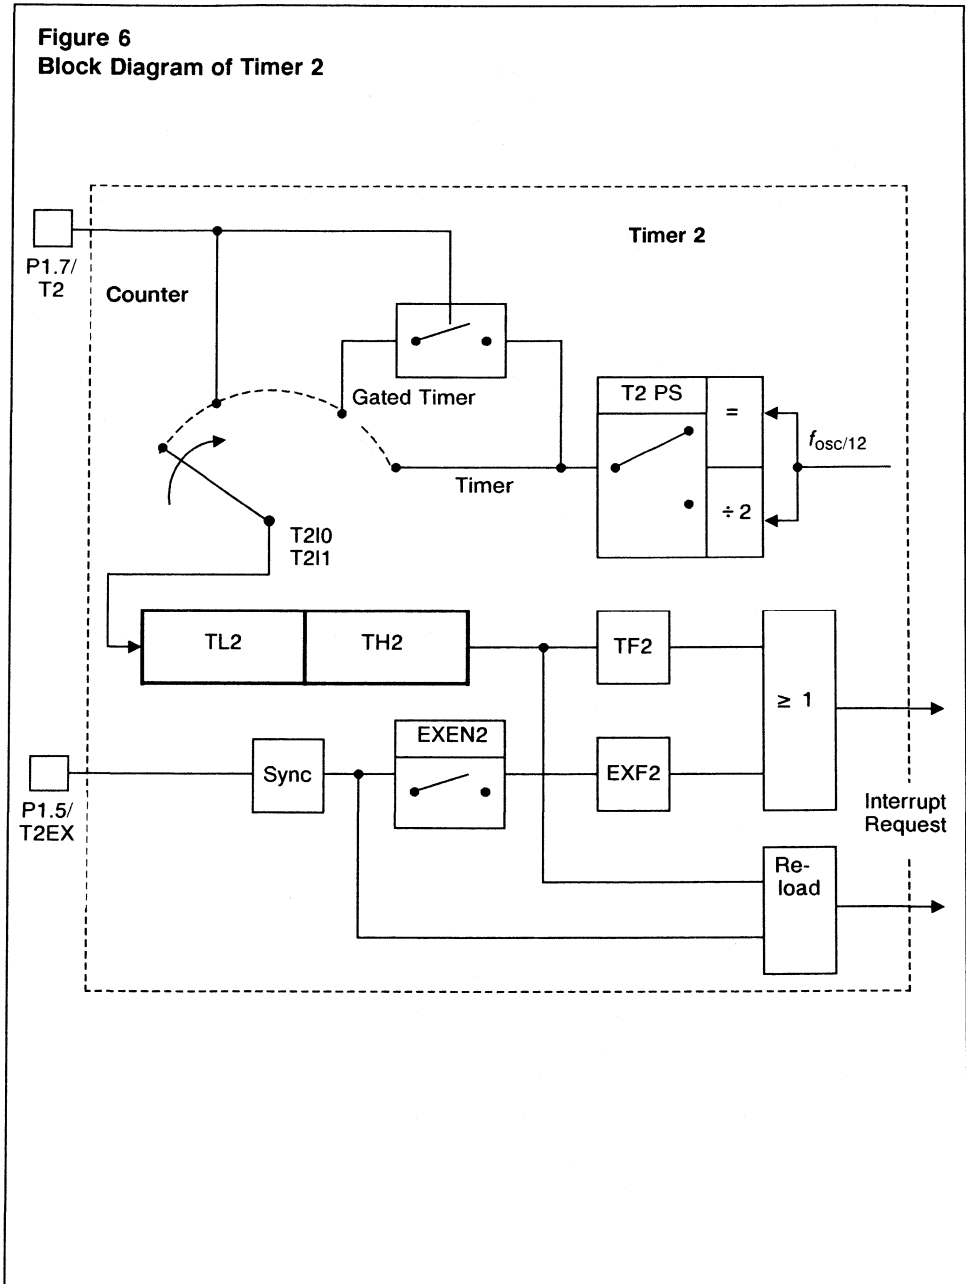 Figure 6
Block Diagram of Timer 2
Timer 2
P1.7/
T2
Counter
Gated Timer
T2 PS
=
fosc/12
Timer
÷ 2
T2I0
T2I1
TL2
TH2
TF2
≥ 1
EXEN2
Sync
EXF2
P1.5/
T2EX
Interrupt
Request
Re-
load